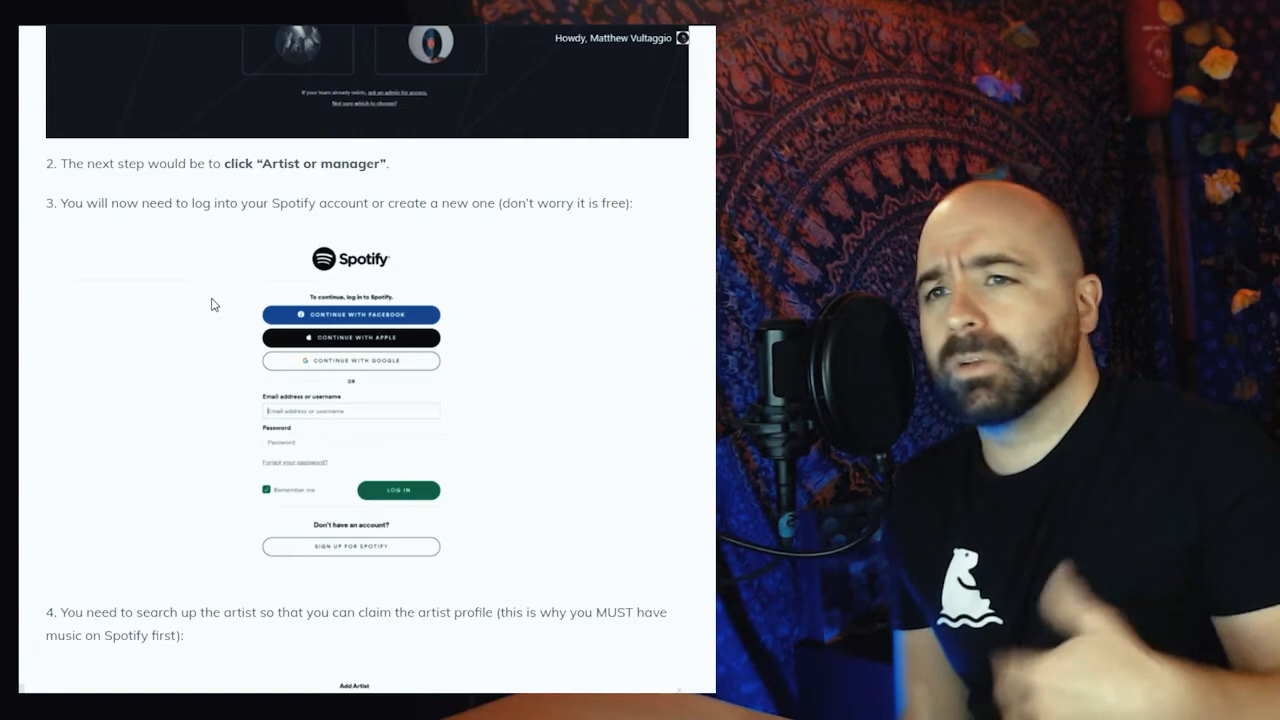 Howdy, Matthew Vultaggio
If your team already exists, ask an admin for access.
Not sure which to choose?
2. The next step would be to click “Artist or manager”.
3. You will now need to log into your Spotify account or create a new one (don’t worry it is free):
Spotify
To continue, log in to Spotify.
CONTINUE WITH FACEBOOK
CONTINUE WITH APPLE
CONTINUE WITH GOOGLE
OR
Email address or username
Email address or username
Password
Password
Forgot your password?
Remember me
LOG IN
Don't have an account?
SIGN UP FOR SPOTIFY
4. You need to search up the artist so that you can claim the artist profile (this is why you MUST have
music on Spotify first):
Add Artist